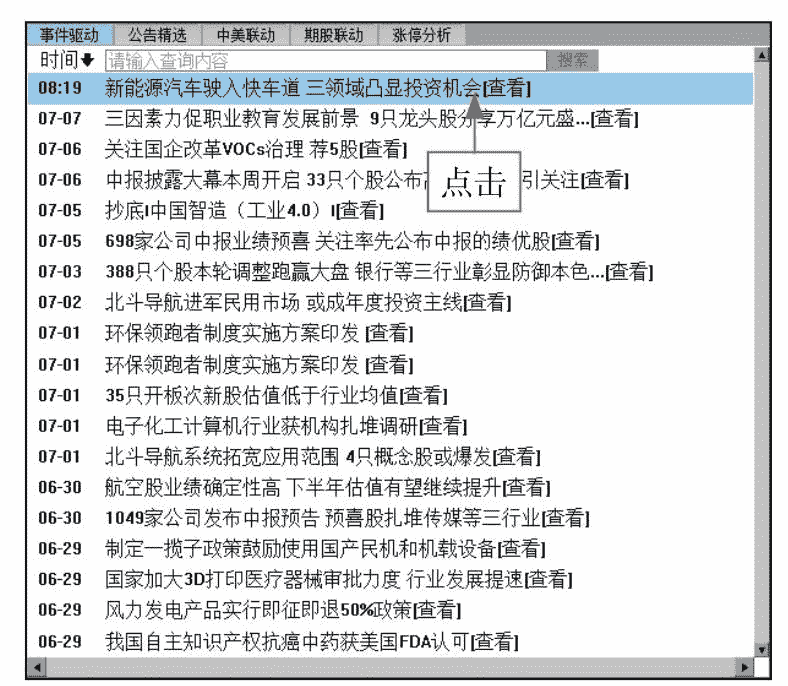 事件驱动 公告精选 中美联动 期股联动 涨停分析
时间 请输入查询内容 搜索
08:19 新能源汽车驶入快车道 三领域凸显投资机会[查看]
07-07 三因素力促职业教育发展前景 9只龙头股分享万亿元盛...[查看]
07-06 关注国企改革VOCs治理 荐5股[查看]
07-06 中报披露大幕本周开启 33只个股公布 引关注[查看]
点击
07-05 抄底I中国智造（工业4.0）I[查看]
07-05 698家公司中报业绩预喜 关注率先公布中报的绩优股[查看]
07-03 388只个股本轮调整跑赢大盘 银行等三行业彰显防御本色...[查看]
07-02 北斗导航进军民用市场 或成年度投资主线[查看]
07-01 环保领跑者制度实施方案印发 [查看]
07-01 环保领跑者制度实施方案印发 [查看]
07-01 35只开板次新股估值低于行业均值[查看]
07-01 电子化工计算机行业获机构扎堆调研[查看]
07-01 北斗导航系统拓宽应用范围 4只概念股或爆发[查看]
06-30 航空股业绩确定性高 下半年估值有望继续提升[查看]
06-30 1049家公司发布中报预告 预喜股扎堆传媒等三行业[查看]
06-29 制定一揽子政策鼓励使用国产民机和机载设备[查看]
06-29 国家加大3D打印医疗器械审批力度 行业发展提速[查看]
06-29 风力发电产品实行即征即退50%政策[查看]
06-29 我国自主知识产权抗癌中药获美国FDA认可[查看]